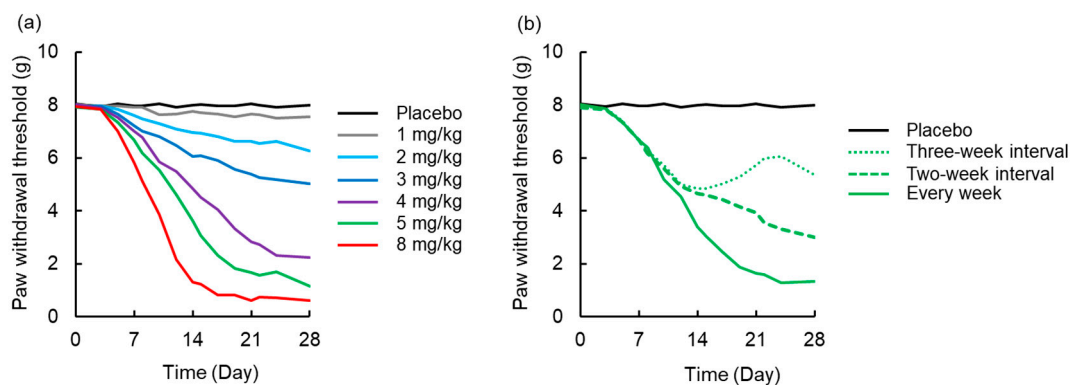 (a)
Paw withdrawal threshold (g)
10
8
6
4
2
0
0 7 14 21 28
Time (Day)
Placebo
1 mg/kg
2 mg/kg
3 mg/kg
4 mg/kg
5 mg/kg
8 mg/kg
(b)
Paw withdrawal threshold (g)
10
8
6
4
2
0
0 7 14 21 28
Time (Day)
Placebo
Three-week interval
Two-week interval
Every week